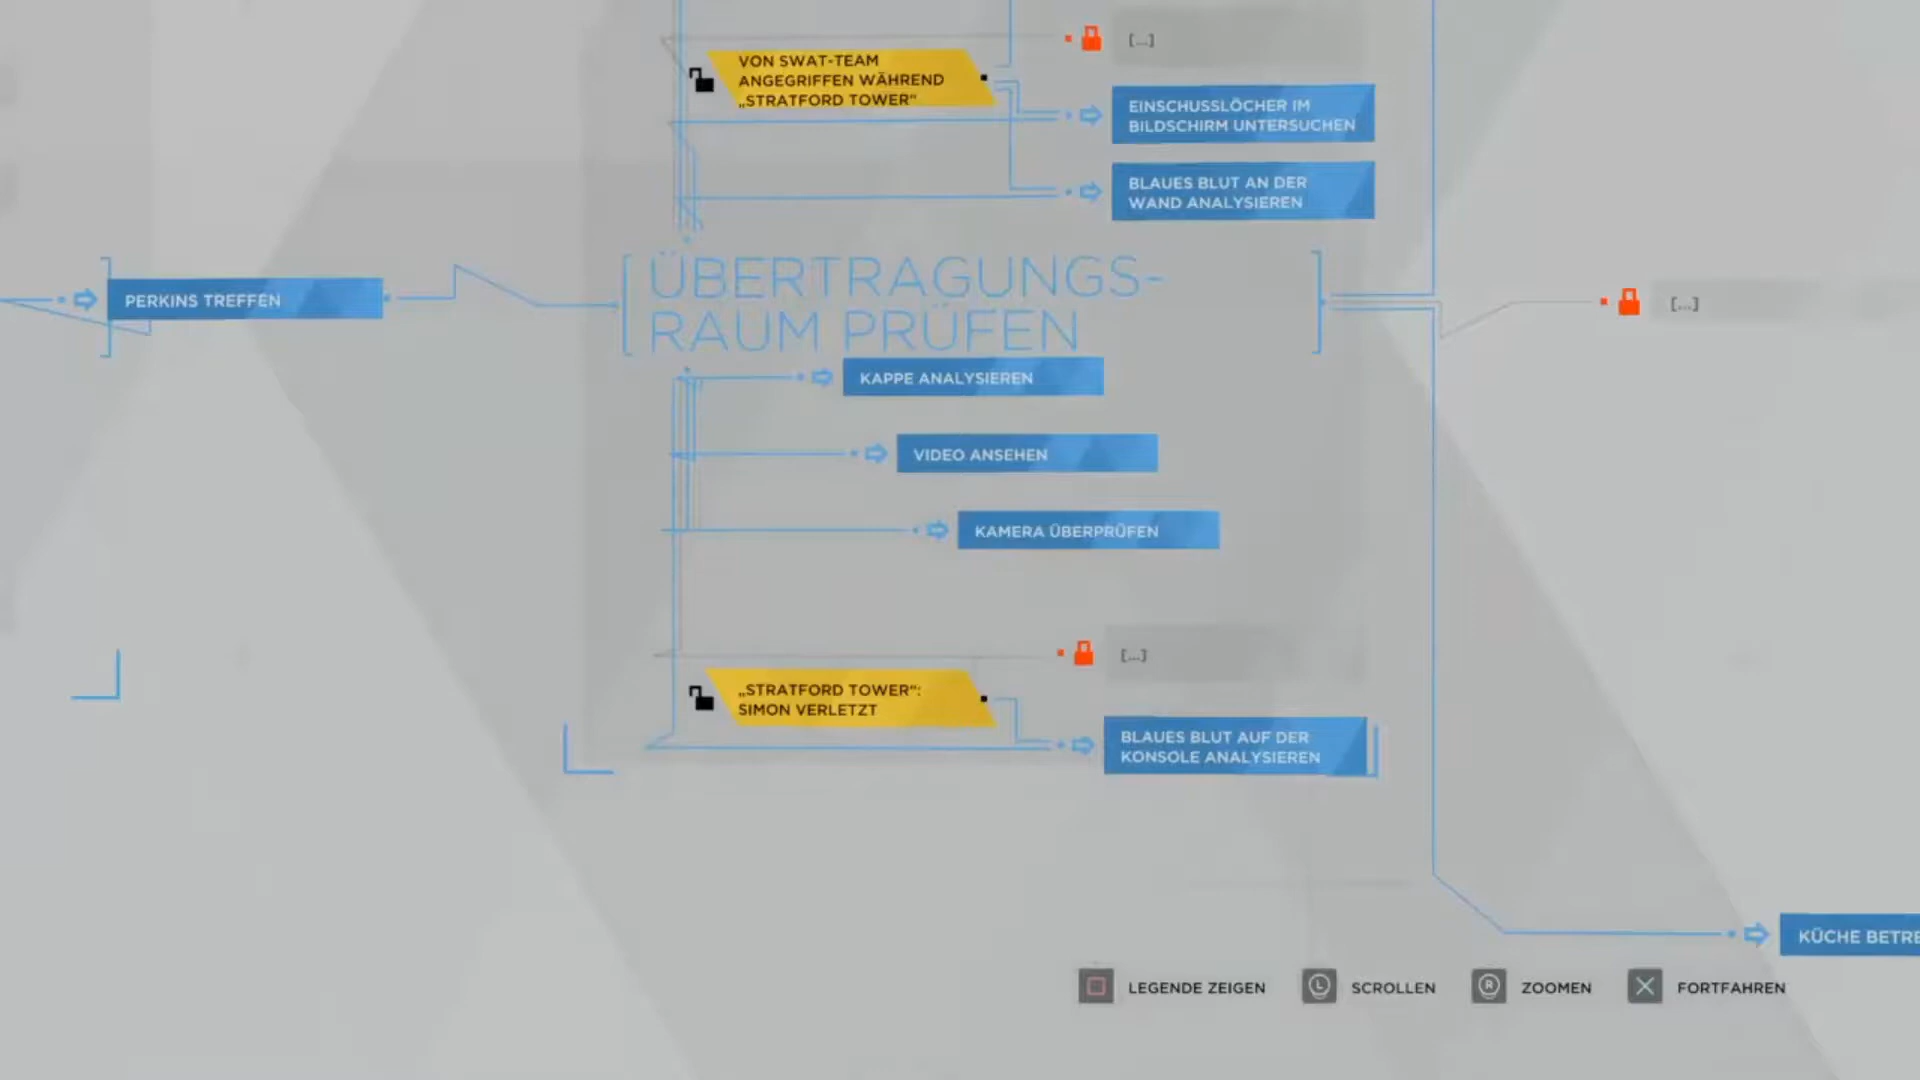 [...]
VON SWAT-TEAM
ANGEGRIFFEN WÄHREND
„STRATFORD TOWER“
EINSCHUSSLÖCHER IM
BILDSCHIRM UNTERSUCHEN
BLAUES BLUT AN DER
WAND ANALYSIEREN
PERKINS TREFFEN
ÜBERTRAGUNGS-
RAUM PRÜFEN
[...]
KAPPE ANALYSIEREN
VIDEO ANSEHEN
KAMERA ÜBERPRÜFEN
[...]
„STRATFORD TOWER“:
SIMON VERLETZT
BLAUES BLUT AUF DER
KONSOLE ANALYSIEREN
KÜCHE BETRE
LEGENDE ZEIGEN
L SCROLLEN
R ZOOMEN
FORTFAHREN